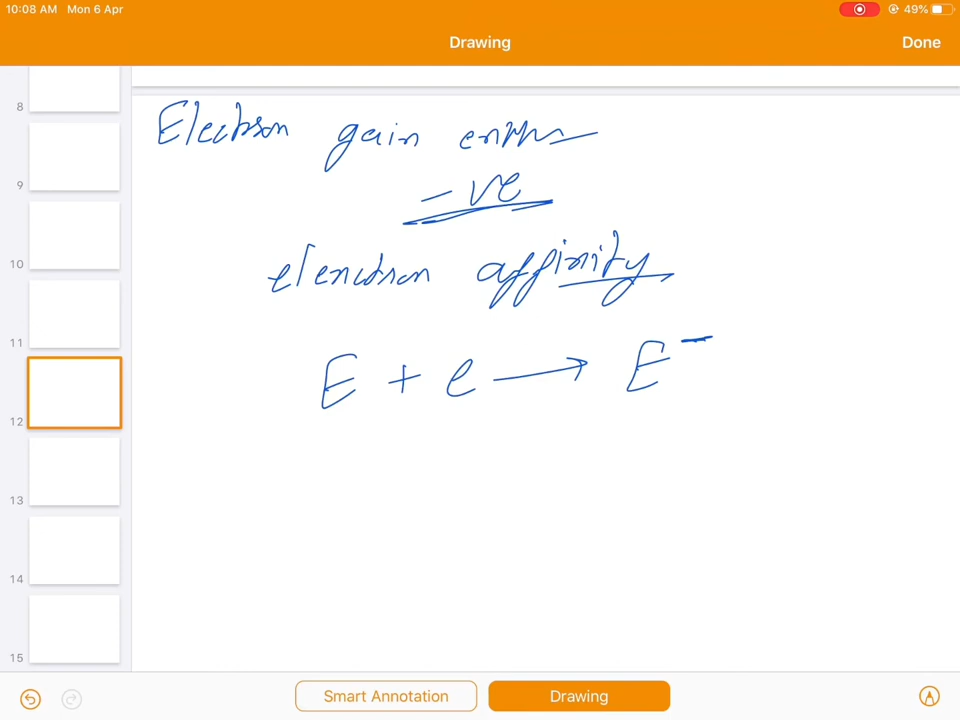 10:08 AM Mon 6 Apr
49%
Drawing
Done
8
9
10
11
12
13
14
15
Electron gain
-ve
elenctron affinity
E + e → E⁻
Smart Annotation
Drawing